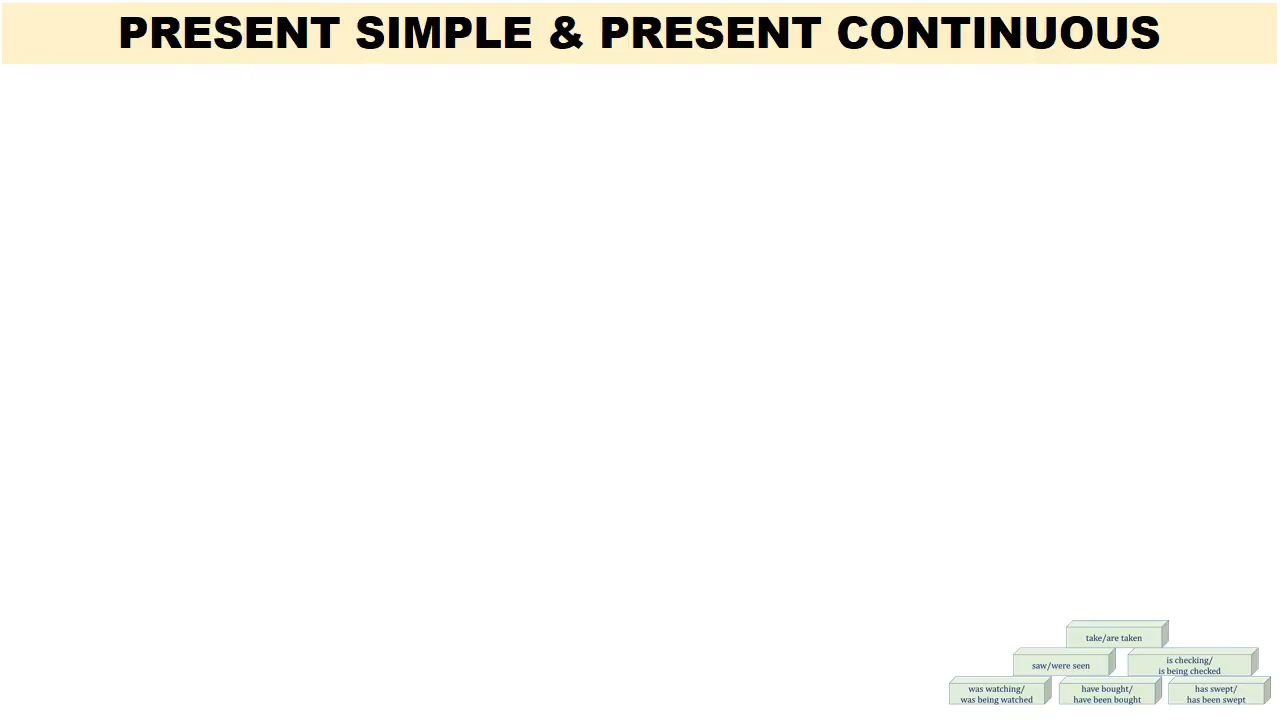 PRESENT SIMPLE & PRESENT CONTINUOUS
take/are taken
saw/were seen
is checking/
is being checked
was watching/
was being watched
have bought/
have been bought
has swept/
has been swept